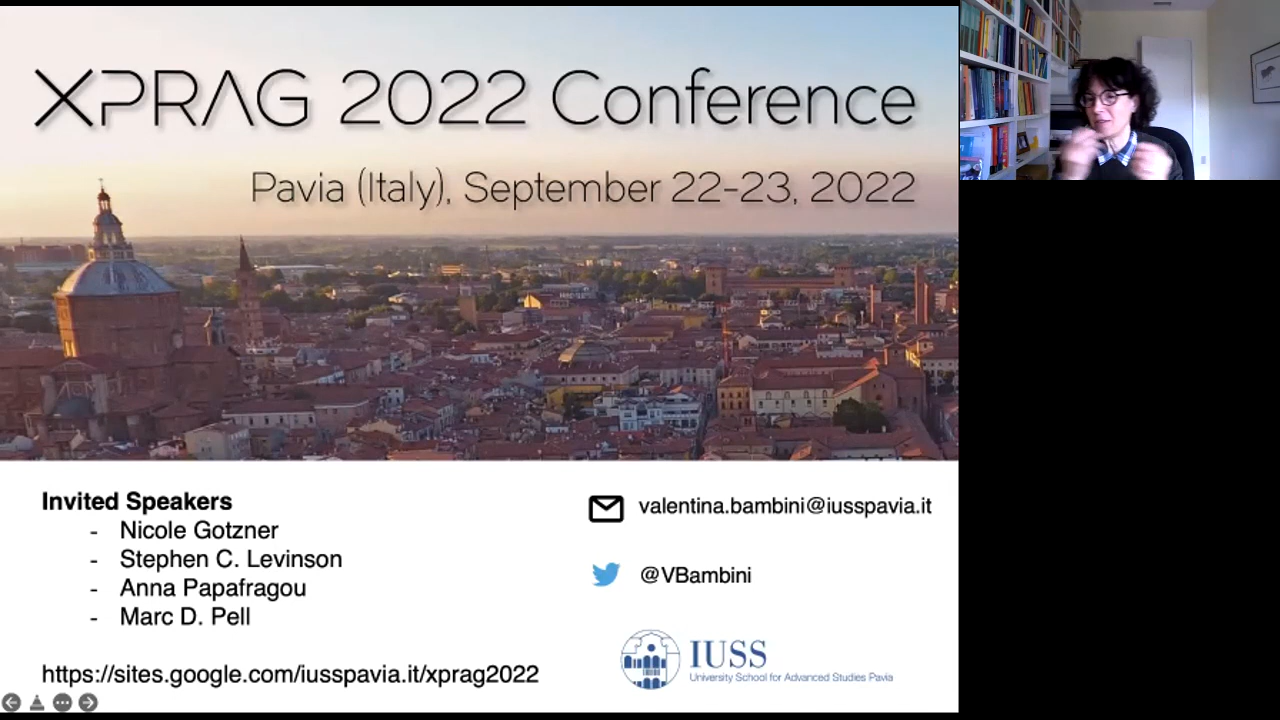 XPRAG 2022 Conference
Pavia (Italy), September 22-23, 2022
Invited Speakers
- Nicole Gotzner
- Stephen C. Levinson
- Anna Papafragou
- Marc D. Pell
https://sites.google.com/iusspavia.it/xprag2022
valentina.bambini@iusspavia.it
@VBambini
IUSS
University School for Advanced Studies Pavia